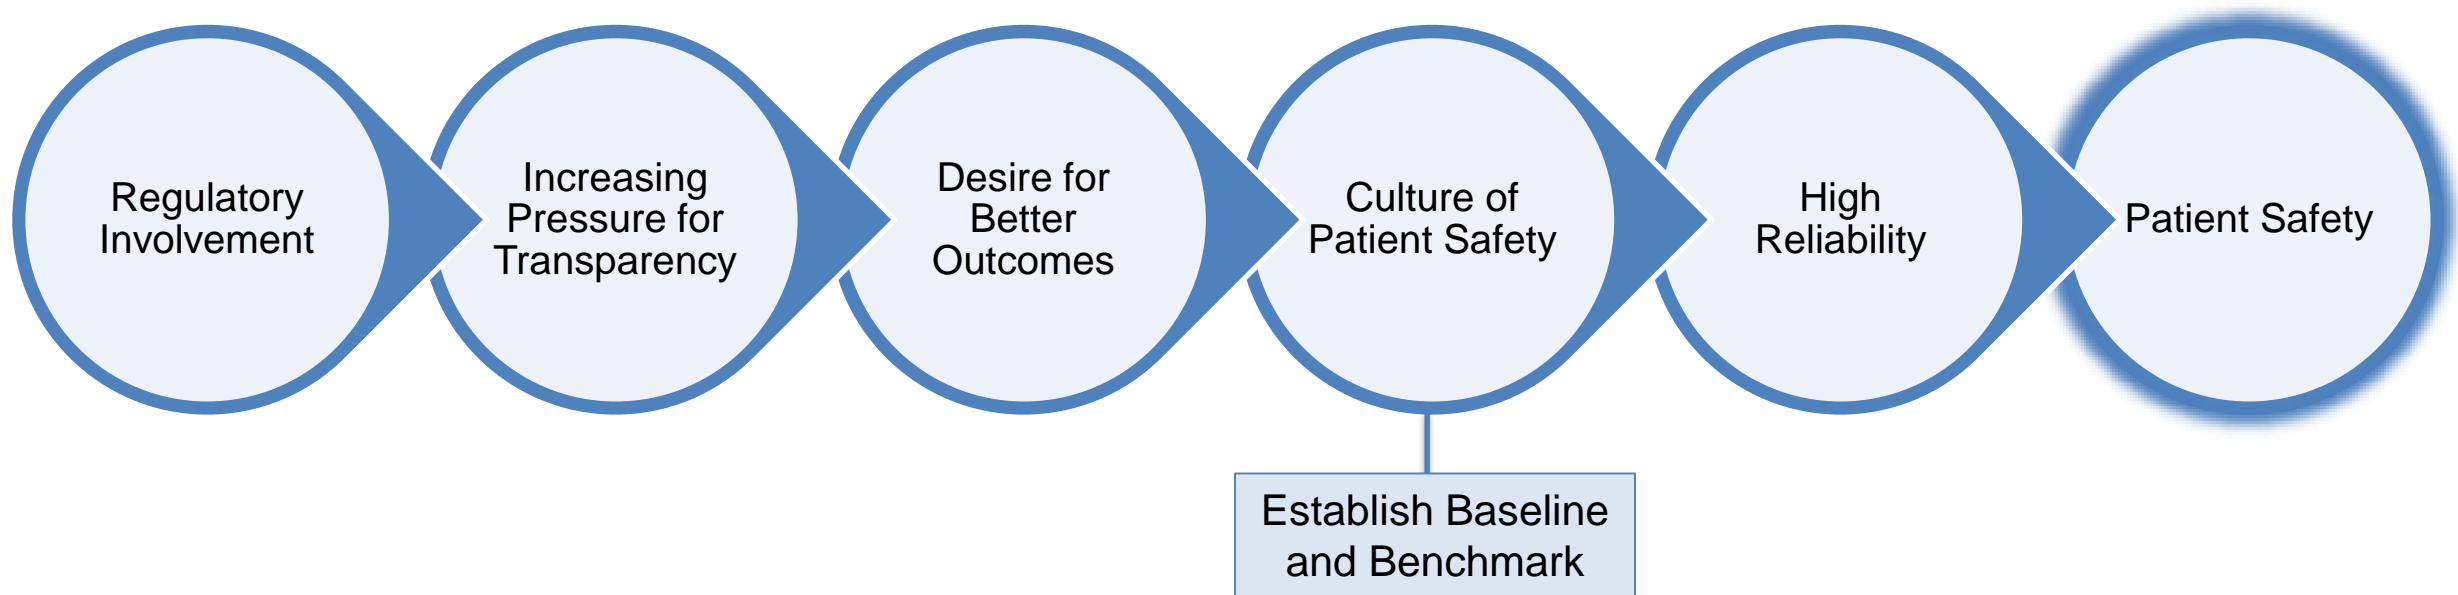 Regulatory
Involvement
Increasing
Pressure for
Transparency
Desire for
Better
Outcomes
Culture of
Patient Safety
High
Reliability
Patient Safety
Establish Baseline
and Benchmark